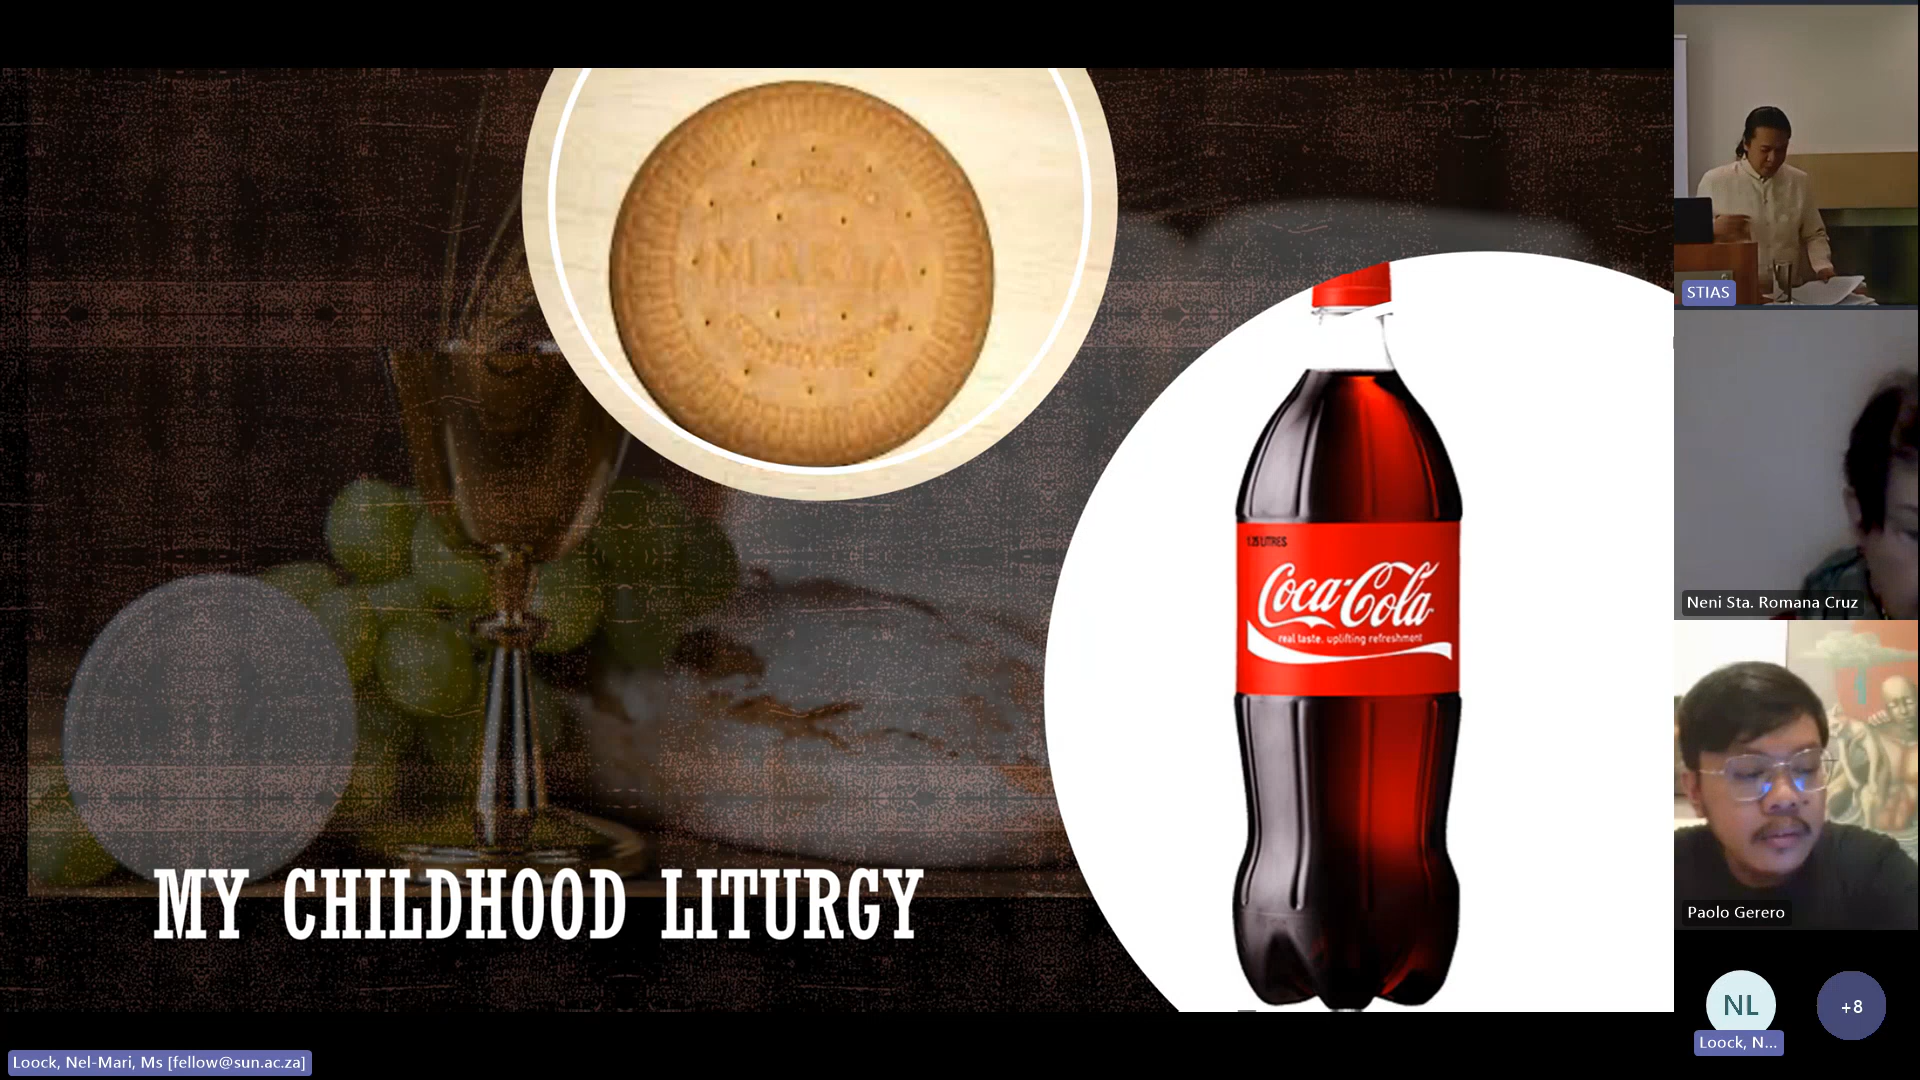 MARIA
FONTANEDA
1.25 LITRES
Coca-Cola
real taste. uplifting refreshment
MY CHILDHOOD LITURGY
STIAS
Neni Sta. Romana Cruz
Paolo Gerero
NL
+8
Loock, N...
Loock, Nel-Mari, Ms [fellow@sun.ac.za]